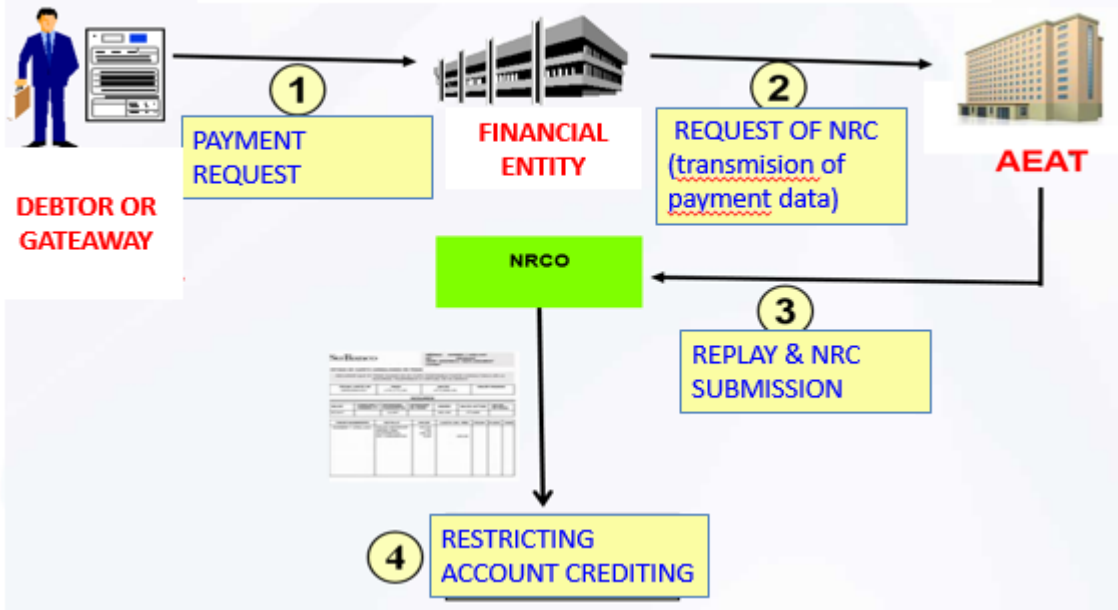 1
PAYMENT
REQUEST
DEBTOR OR
GATEAWAY
FINANCIAL
ENTITY
2
REQUEST OF NRC
(transmision of
payment data)
AEAT
NRCO
3
REPLAY & NRC
SUBMISSION
4
RESTRICTING
ACCOUNT CREDITING